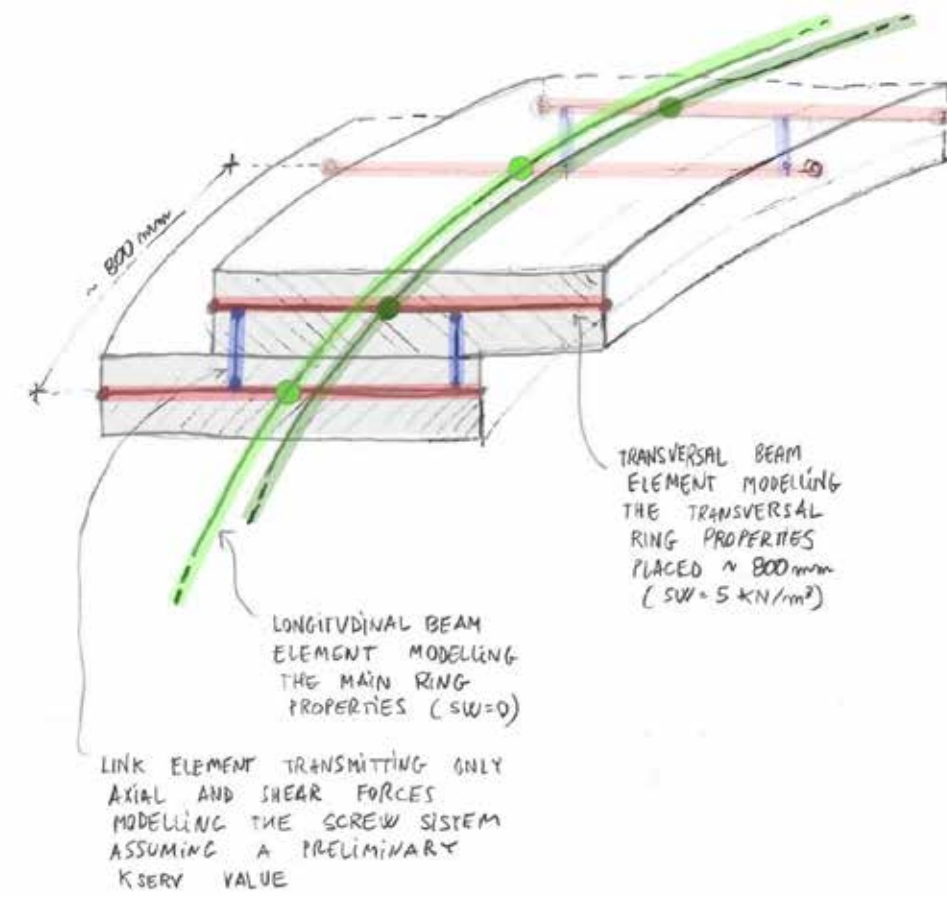 ~ 800 mm
TRANSVERSAL BEAM
ELEMENT MODELLING
THE TRANSVERSAL
RING PROPERTIES
PLACED ~ 800 mm
(SW = 5 KN/m³)
LONGITUDINAL BEAM
ELEMENT MODELLING
THE MAIN RING
PROPERTIES (SW=0)
LINK ELEMENT TRANSMITTING ONLY
AXIAL AND SHEAR FORCES
MODELLING THE SCREW SISTEM
ASSUMING A PRELIMINARY
KSERV VALUE